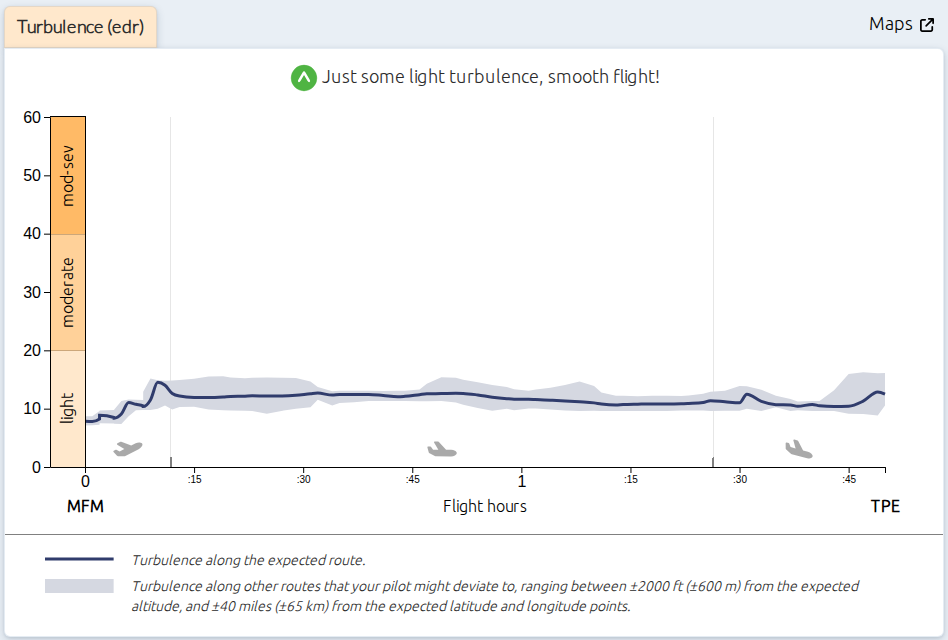 Turbulence (edr)
Maps
Just some light turbulence, smooth flight!
60
50
40
30
20
10
0
mod-sev
moderate
light
0
:15
:30
:45
1
:15
:30
:45
MFM
Flight hours
TPE
Turbulence along the expected route.
Turbulence along other routes that your pilot might deviate to, ranging between ±2000 ft (±600 m) from the expected
altitude, and ±40 miles (±65 km) from the expected latitude and longitude points.